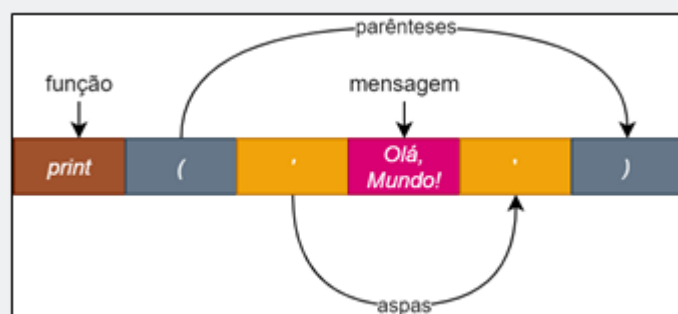 parênteses
função
mensagem
print ( ' Olá, Mundo! ' )
aspas